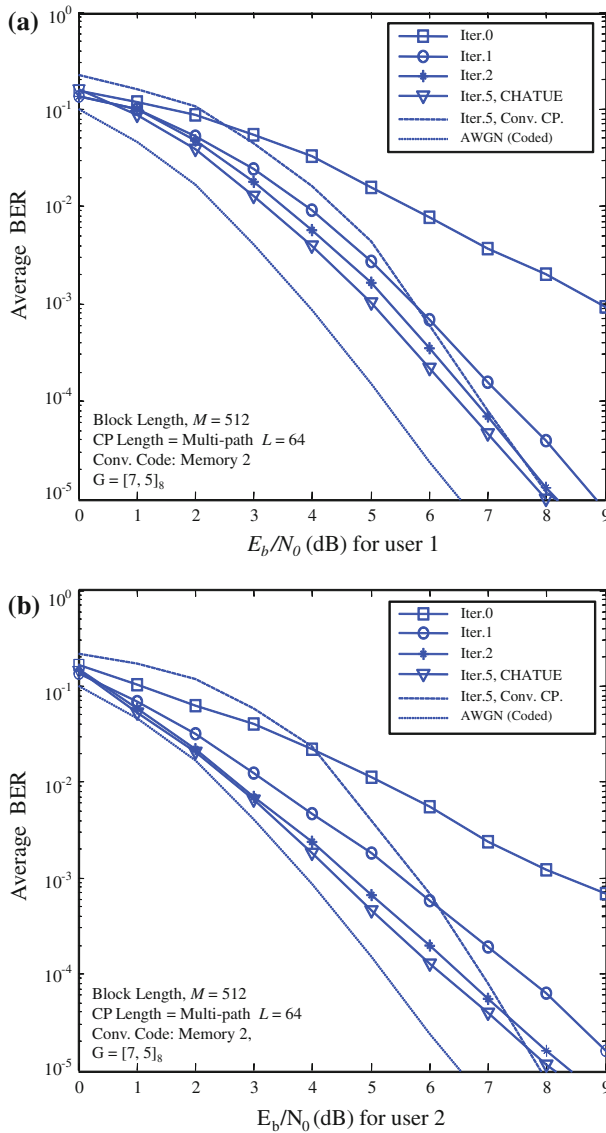 (a)
10^0
10^-1
10^-2
10^-3
10^-4
10^-5
Average BER
Iter.0
Iter.1
Iter.2
Iter.5, CHATUE
Iter.5, Conv. CP.
AWGN (Coded)
Block Length, M = 512
CP Length = Multi-path L = 64
Conv. Code: Memory 2
G = [7, 5]₈
0 1 2 3 4 5 6 7 8 9
E_b/N_0 (dB) for user 1
(b)
10^0
10^-1
10^-2
10^-3
10^-4
10^-5
Average BER
Iter.0
Iter.1
Iter.2
Iter.5, CHATUE
Iter.5, Conv. CP.
AWGN (Coded)
Block Length, M = 512
CP Length = Multi-path L = 64
Conv. Code: Memory 2,
G = [7, 5]₈
0 1 2 3 4 5 6 7 8 9
E_b/N_0 (dB) for user 2